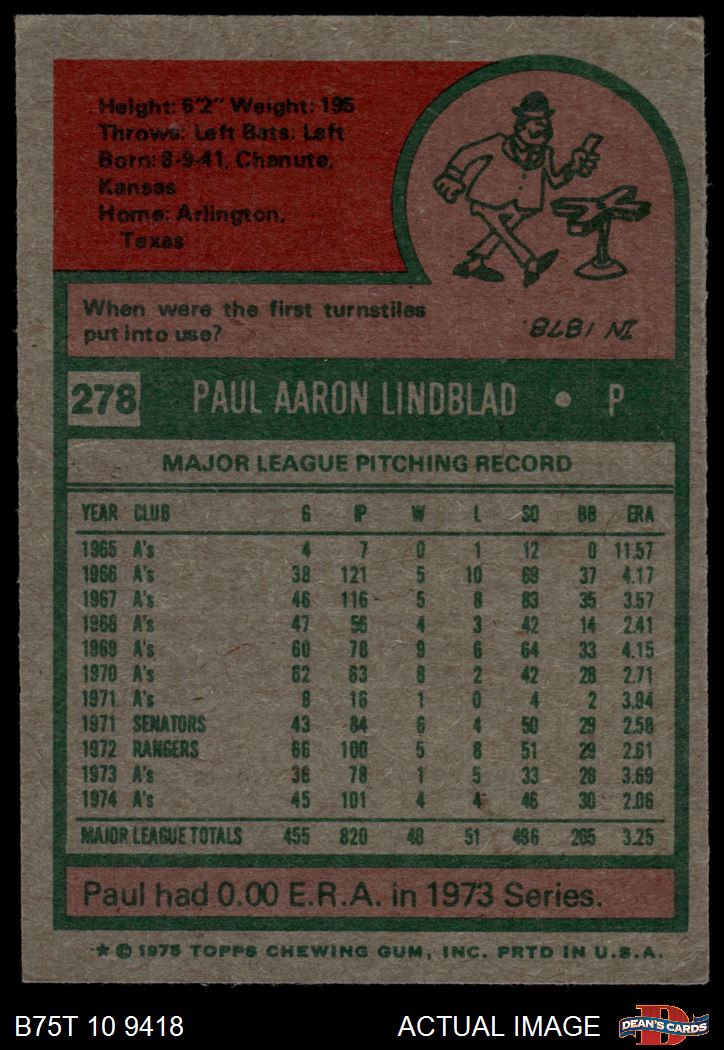 Height: 6'2" Weight: 195
Throws: Left Bats: Left
Born: 8-9-41, Chanute,
Kansas
Home: Arlington,
Texas
When were the first turnstiles
put into use?
IN 1878.
278 PAUL AARON LINDBLAD • P
MAJOR LEAGUE PITCHING RECORD
YEAR CLUB G IP W L SO BB ERA
1965 A's 4 7 0 1 12 0 11.57
1966 A's 38 121 5 10 69 37 4.17
1967 A's 46 116 5 8 83 35 3.57
1968 A's 47 56 4 3 42 14 2.41
1969 A's 60 78 9 6 64 33 4.15
1970 A's 62 63 8 2 42 28 2.71
1971 A's 8 16 1 0 4 2 3.94
1971 SENATORS 43 84 6 4 50 29 2.58
1972 RANGERS 66 100 5 8 51 29 2.61
1973 A's 36 78 1 5 33 28 3.69
1974 A's 45 101 4 4 46 30 2.06
MAJOR LEAGUE TOTALS 455 820 48 51 496 265 3.25
Paul had 0.00 E.R.A. in 1973 Series.
* © 1975 TOPPS CHEWING GUM, INC. PRTD IN U.S.A.
B75T 10 9418 ACTUAL IMAGE D DEAN'S CARDS